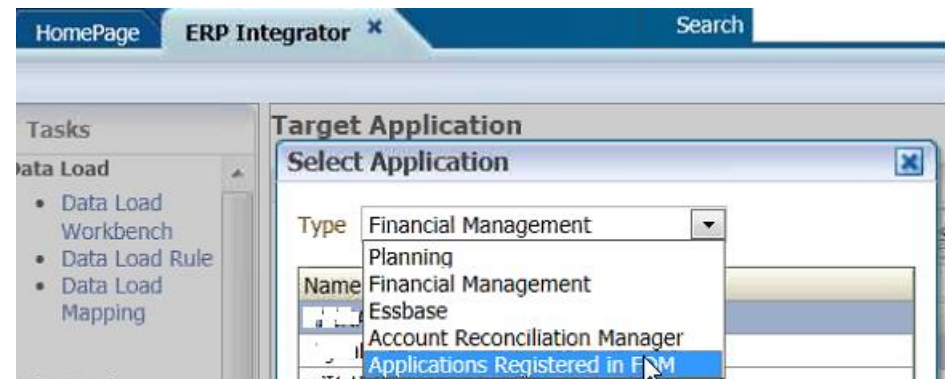 HomePage
ERP Integrator
Search
Tasks
Target Application
Data Load
Select Application
Data Load
Workbench
Type Financial Management
Data Load Rule
Planning
Data Load
Mapping
Name
Financial Management
Essbase
Account Reconciliation Manager
Applications Registered in FDM